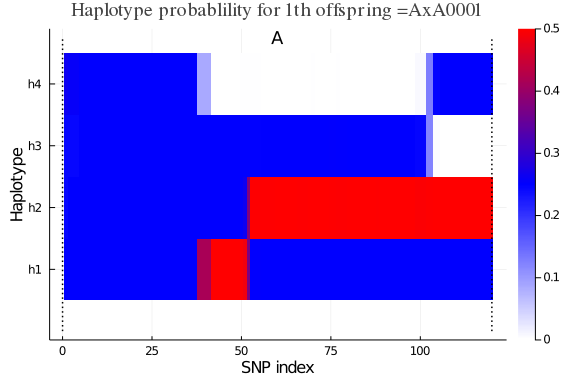 Haplotype probablility for 1th offspring =AxA0001
A
0.5
0.4
0.3
0.2
0.1
0
h4
h3
h2
h1
Haplotype
0
25
50
75
100
SNP index